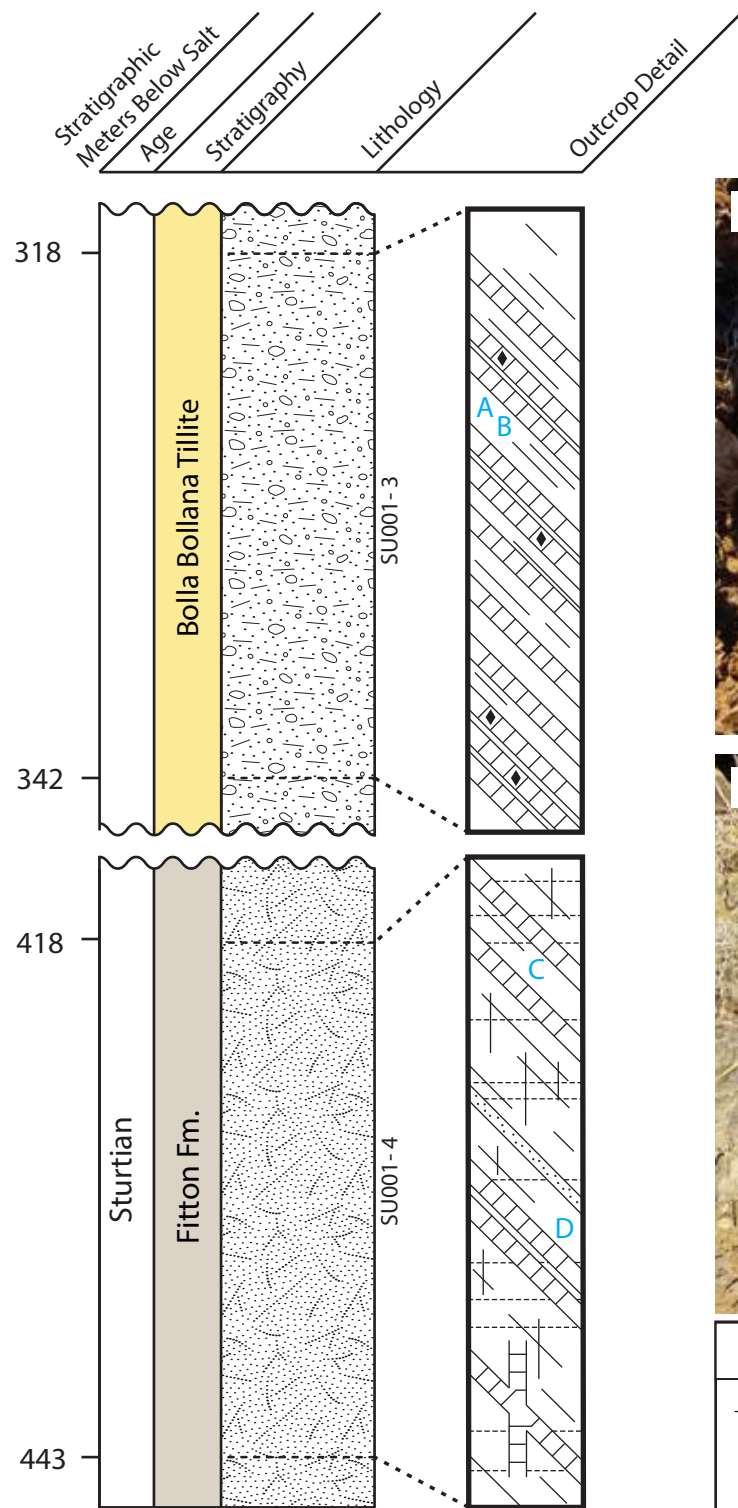 Stratigraphic
Meters Below Salt
Age
Stratigraphy
Lithology
Outcrop Detail
318
342
Bolla Bollana Tillite
SU001-3
A
B
418
443
Sturtian
Fitton Fm.
SU001-4
C
D